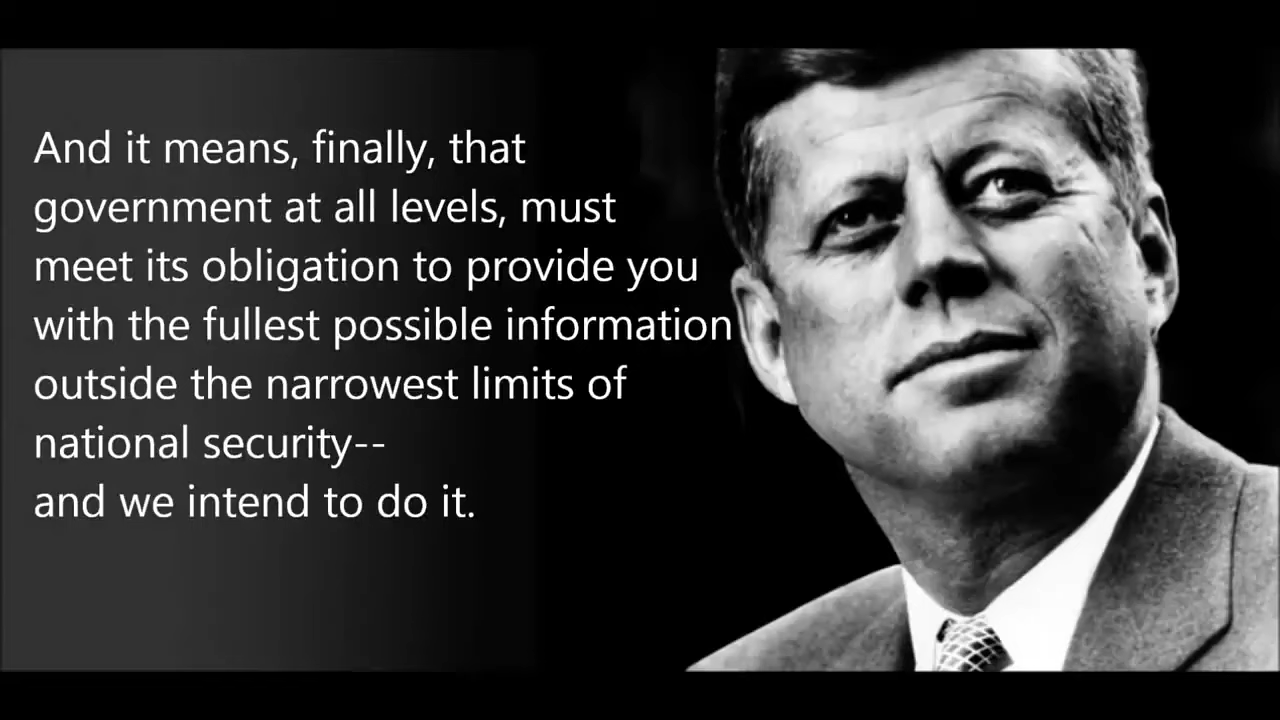 And it means, finally, that
government at all levels, must
meet its obligation to provide you
with the fullest possible information
outside the narrowest limits of
national security--
and we intend to do it.